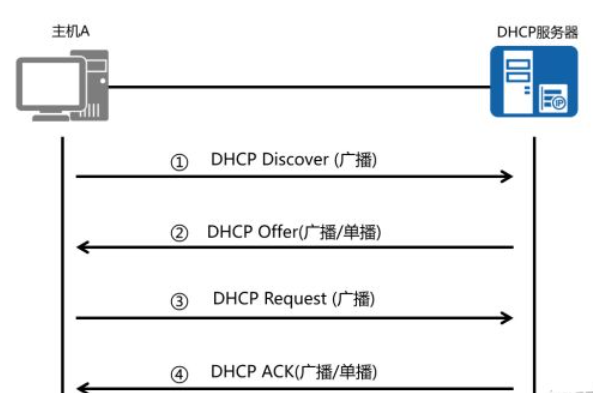 主机A
DHCP服务器
IP
① DHCP Discover (广播)
② DHCP Offer(广播/单播)
③ DHCP Request (广播)
④ DHCP ACK(广播/单播)